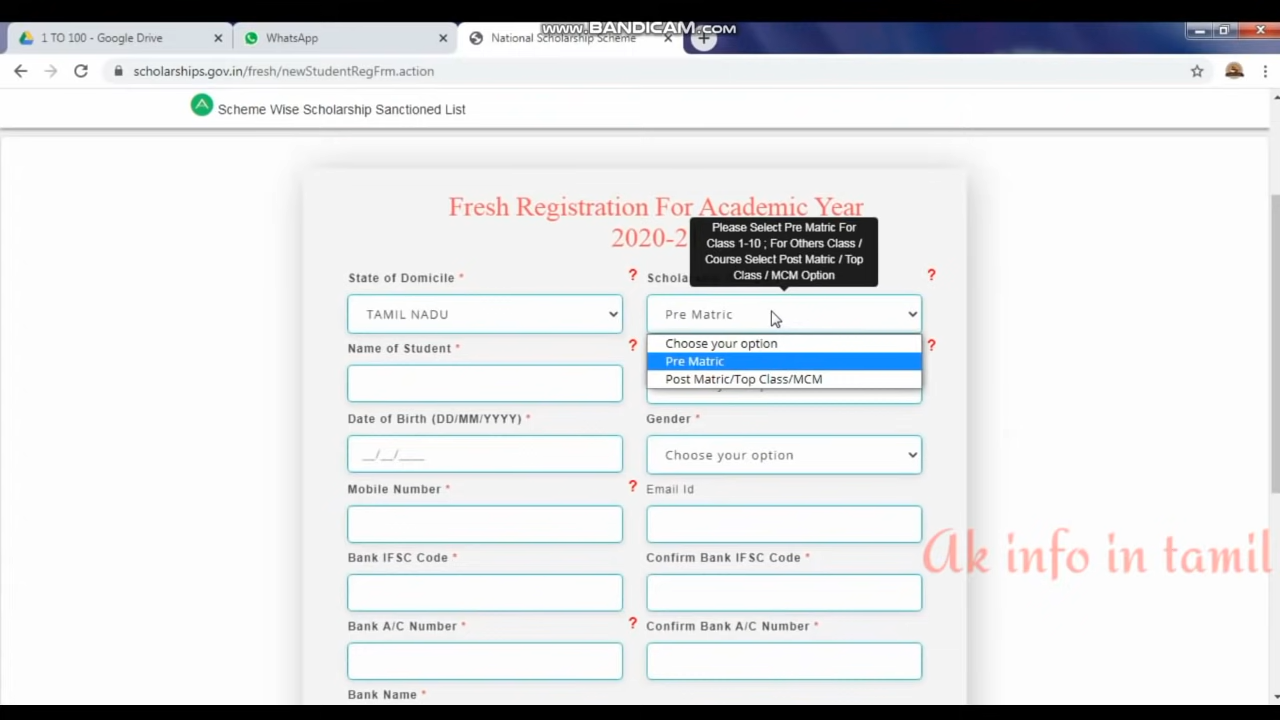 www.BANDICAM.com
1 TO 100 - Google Drive
WhatsApp
National Scholarship Scheme
scholarships.gov.in/fresh/newStudentRegFrm.action
Scheme Wise Scholarship Sanctioned List
Fresh Registration For Academic Year
2020-2
Please Select Pre Matric For
Class 1-10 ; For Others Class /
Course Select Post Matric / Top
Class / MCM Option
State of Domicile * ?
Schola ?
TAMIL NADU
Pre Matric
Choose your option
Pre Matric
Post Matric/Top Class/MCM
Name of Student * ?
?
Date of Birth (DD/MM/YYYY) *
Gender *
__/__/____
Choose your option
Mobile Number * ?
Email Id
Bank IFSC Code *
Confirm Bank IFSC Code *
Bank A/C Number * ?
Confirm Bank A/C Number *
Bank Name *
Ak info in tamil